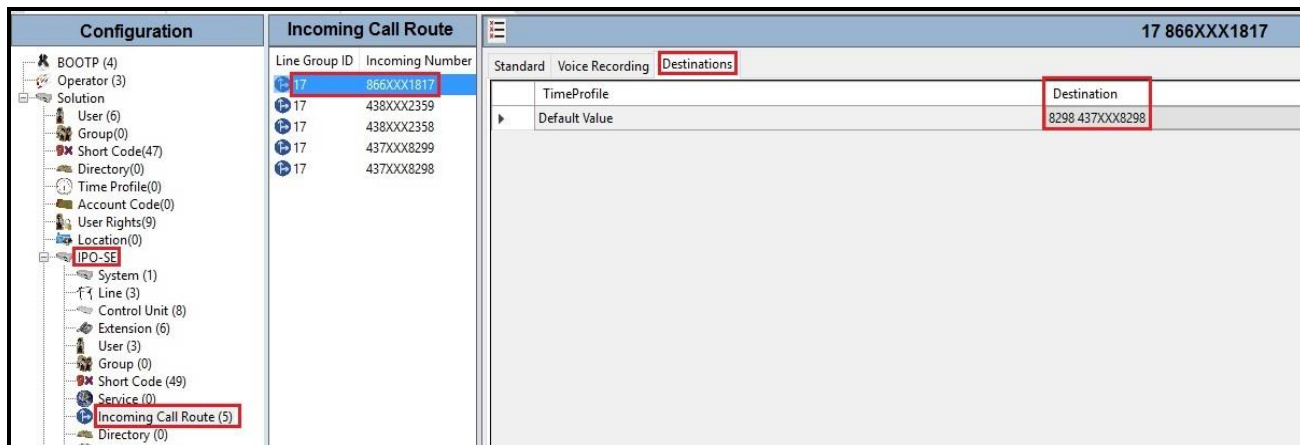 Configuration
BOOTP (4)
Operator (3)
Solution
User (6)
Group(0)
Short Code(47)
Directory(0)
Time Profile(0)
Account Code(0)
User Rights(9)
Location(0)
IPO-SE
System (1)
Line (3)
Control Unit (8)
Extension (6)
User (3)
Group (0)
Short Code (49)
Service (0)
Incoming Call Route (5)
Directory (0)
Incoming Call Route
Line Group ID Incoming Number
17 866XXX1817
17 438XXX2359
17 438XXX2358
17 437XXX8299
17 437XXX8298
17 866XXX1817
Standard Voice Recording Destinations
TimeProfile Destination
Default Value 8298 437XXX8298